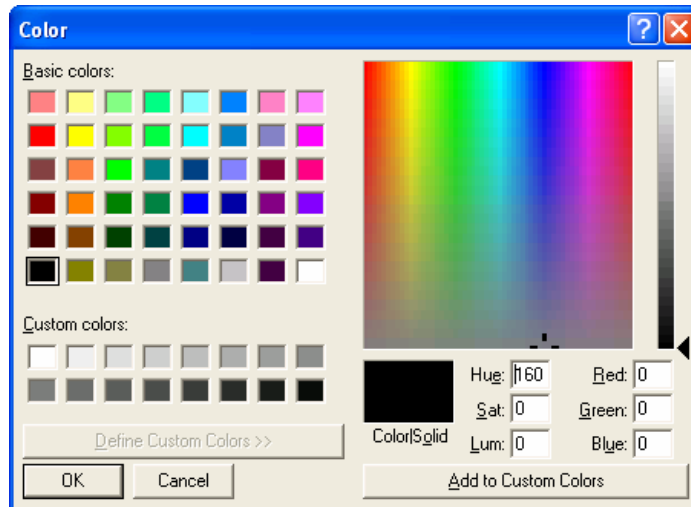 Color
?
Basic colors:
Custom colors:
Define Custom Colors >>
OK
Cancel
Color|Solid
Hue: 160
Sat: 0
Lum: 0
Red: 0
Green: 0
Blue: 0
Add to Custom Colors